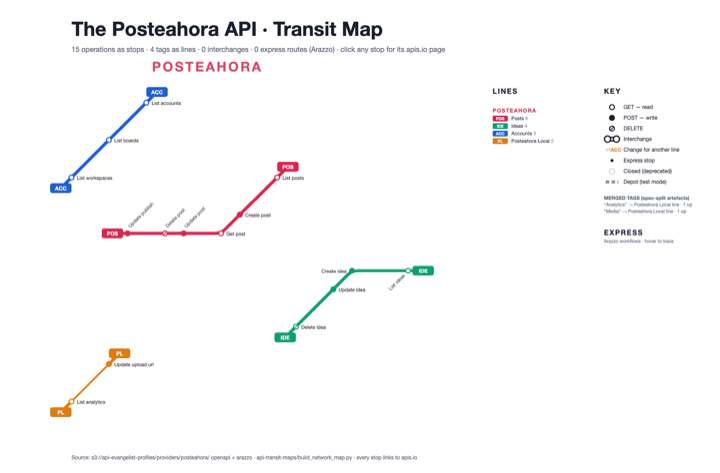 The Posteahora API · Transit Map
15 operations as stops · 4 tags as lines · 0 interchanges · 0 express routes (Arazzo) · click any stop for its apis.io page
POSTEAHORA
ACC
List accounts
List boards
List workspaces
ACC
POS
List posts
Create post
Get post
Update post
Delete post
Update publish
POS
Create idea
List ideas
IDE
Update idea
Delete idea
IDE
PL
Update upload url
List analytics
PL
LINES
POSTEAHORA
POS Posts 6
IDE Ideas 4
ACC Accounts 3
PL Posteahora Local 2
KEY
GET — read
POST — write
DELETE
Interchange
ACC Change for another line
Express stop
Closed (deprecated)
Depot (test mode)
MERGED TAGS (spec-split artefacts)
"Analytics" → Posteahora Local line · 1 op
"Media" → Posteahora Local line · 1 op
EXPRESS
Arazzo workflows · hover to trace
Source: s3://api-evangelist-profiles/providers/posteahora/ openapi + arazzo · api-transit-maps/build_network_map.py · every stop links to apis.io